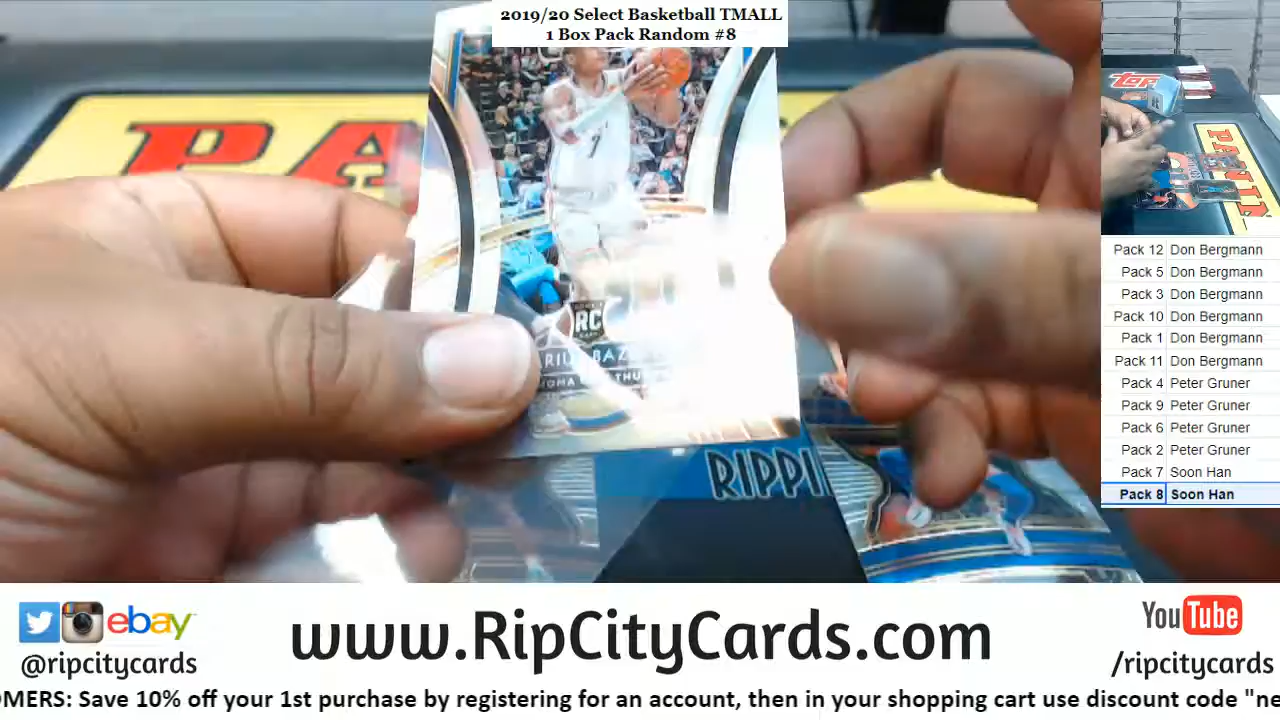 2019/20 Select Basketball TMALL
1 Box Pack Random #8
PA
7
RC
RIPPI
TOPP
PANI
Pack 12 Don Bergmann
Pack 5 Don Bergmann
Pack 3 Don Bergmann
Pack 10 Don Bergmann
Pack 1 Don Bergmann
Pack 11 Don Bergmann
Pack 4 Peter Gruner
Pack 9 Peter Gruner
Pack 6 Peter Gruner
Pack 2 Peter Gruner
Pack 7 Soon Han
Pack 8 Soon Han
ebay
@ripcitycards
www.RipCityCards.com
YouTube
/ripcitycards
OMERS: Save 10% off your 1st purchase by registering for an account, then in your shopping cart use discount code "ne